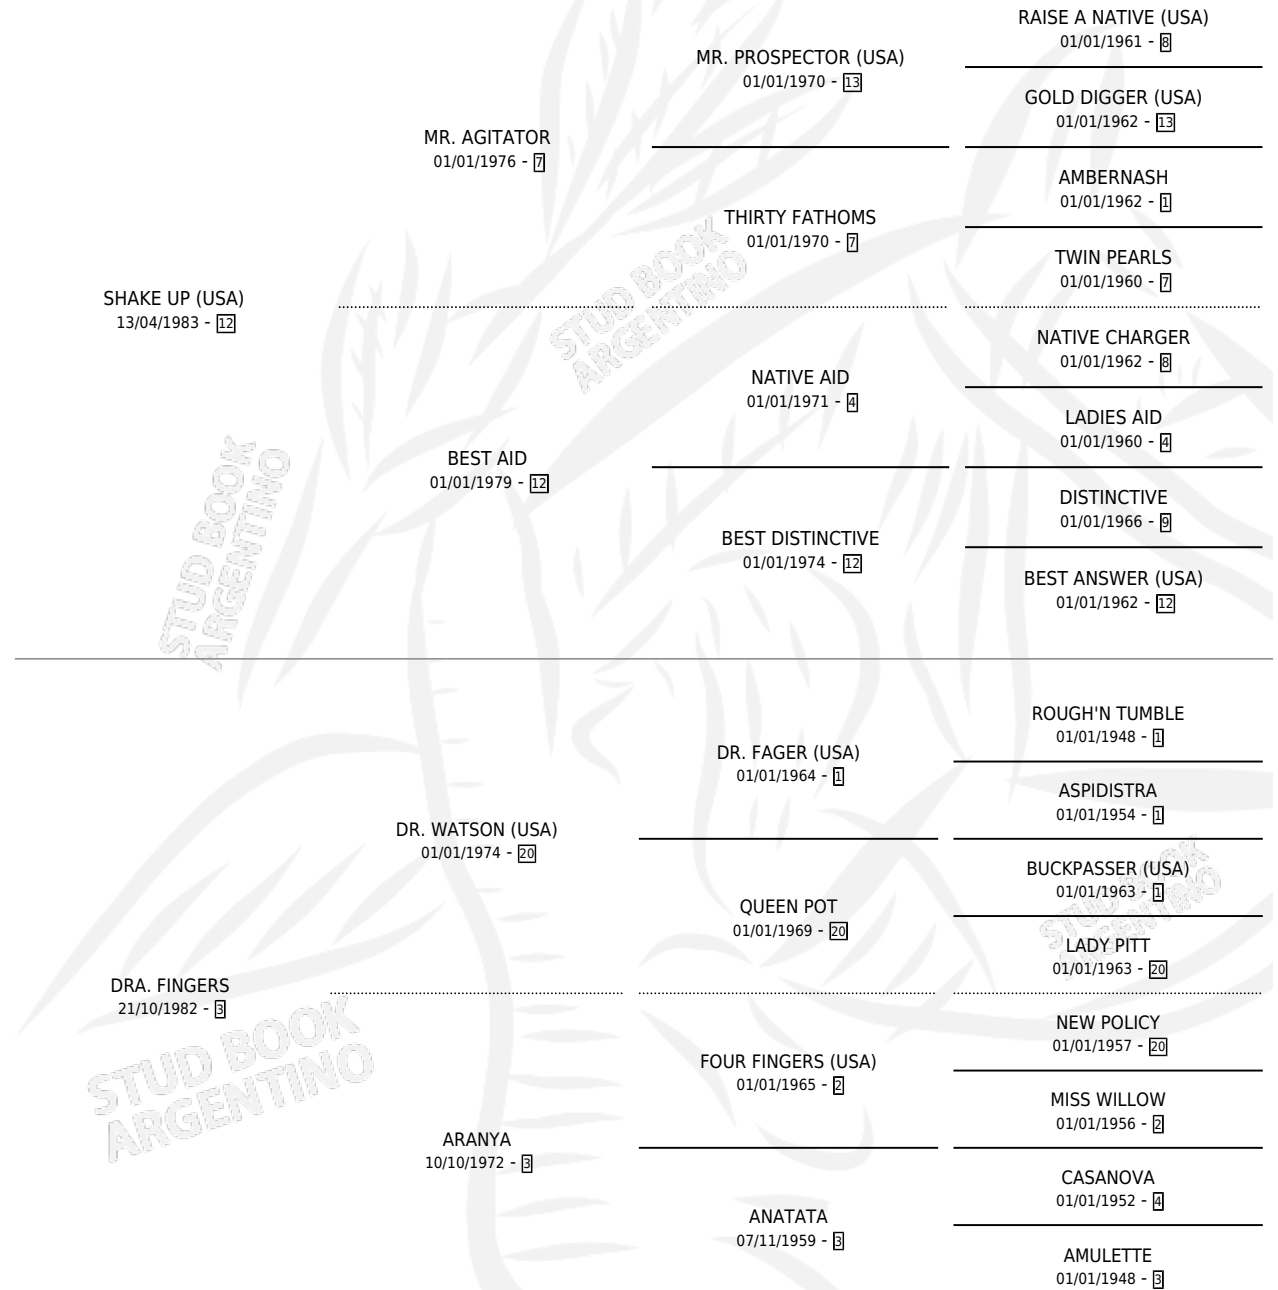 RAISE A NATIVE (USA)
01/01/1961 - 8
MR. PROSPECTOR (USA)
01/01/1970 - 13
GOLD DIGGER (USA)
01/01/1962 - 13
MR. AGITATOR
01/01/1976 - 7
AMBERNASH
01/01/1962 - 1
THIRTY FATHOMS
01/01/1970 - 7
TWIN PEARLS
01/01/1960 - 7
SHAKE UP (USA)
13/04/1983 - 12
STUD BOOK
ARGENTINO
NATIVE CHARGER
01/01/1962 - 8
NATIVE AID
01/01/1971 - 4
LADIES AID
01/01/1960 - 4
BEST AID
01/01/1979 - 12
STUD BOOK
ARGENTINO
DISTINCTIVE
01/01/1966 - 9
BEST DISTINCTIVE
01/01/1974 - 12
BEST ANSWER (USA)
01/01/1962 - 12
ROUGH'N TUMBLE
01/01/1948 - 1
DR. FAGER (USA)
01/01/1964 - 1
ASPIDISTRA
01/01/1954 - 1
DR. WATSON (USA)
01/01/1974 - 20
BUCKPASSER (USA)
01/01/1963 - 1
STUD BOOK
ARGENTINO
QUEEN POT
01/01/1969 - 20
LADY PITT
01/01/1963 - 20
DRA. FINGERS
21/10/1982 - 3
STUD BOOK
ARGENTINO
NEW POLICY
01/01/1957 - 20
FOUR FINGERS (USA)
01/01/1965 - 2
MISS WILLOW
01/01/1956 - 2
ARANYA
10/10/1972 - 3
CASANOVA
01/01/1952 - 4
ANATATA
07/11/1959 - 3
AMULETTE
01/01/1948 - 3